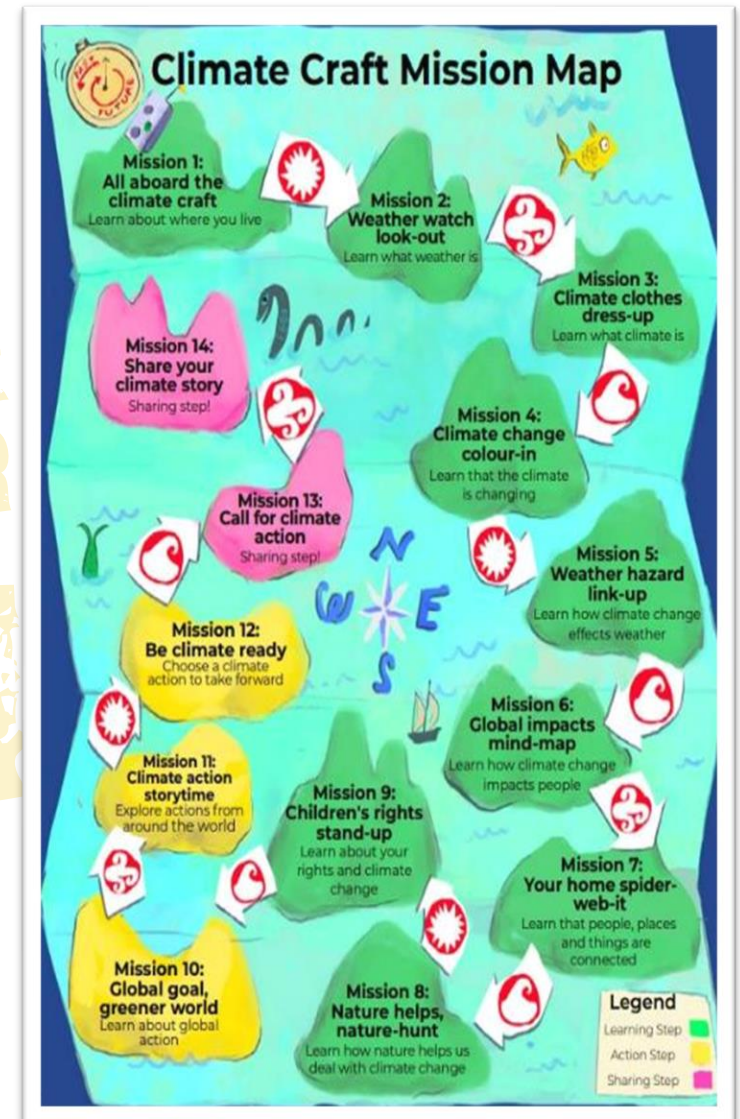 Climate Craft Mission Map
PAST
FUTURE
Mission 1:
All aboard the
climate craft
Learn about where you live
Mission 2:
Weather watch
look-out
Learn what weather is
Mission 3:
Climate clothes
dress-up
Learn what climate is
Mission 4:
Climate change
colour-in
Learn that the climate
is changing
Mission 5:
Weather hazard
link-up
Learn how climate change
effects weather
Mission 6:
Global impacts
mind-map
Learn how climate change
impacts people
Mission 7:
Your home spider-
web-it
Learn that people, places
and things are
connected
Mission 8:
Nature helps,
nature-hunt
Learn how nature helps us
deal with climate change
Mission 9:
Children's rights
stand-up
Learn about your
rights and climate
change
Mission 10:
Global goal,
greener world
Learn about global
action
Mission 11:
Climate action
storytime
Explore actions from
around the world
Mission 12:
Be climate ready
Choose a climate
action to take forward
Mission 13:
Call for climate
action
Sharing step!
Mission 14:
Share your
climate story
Sharing step!
N
W E
S
Legend
Learning Step
Action Step
Sharing Step